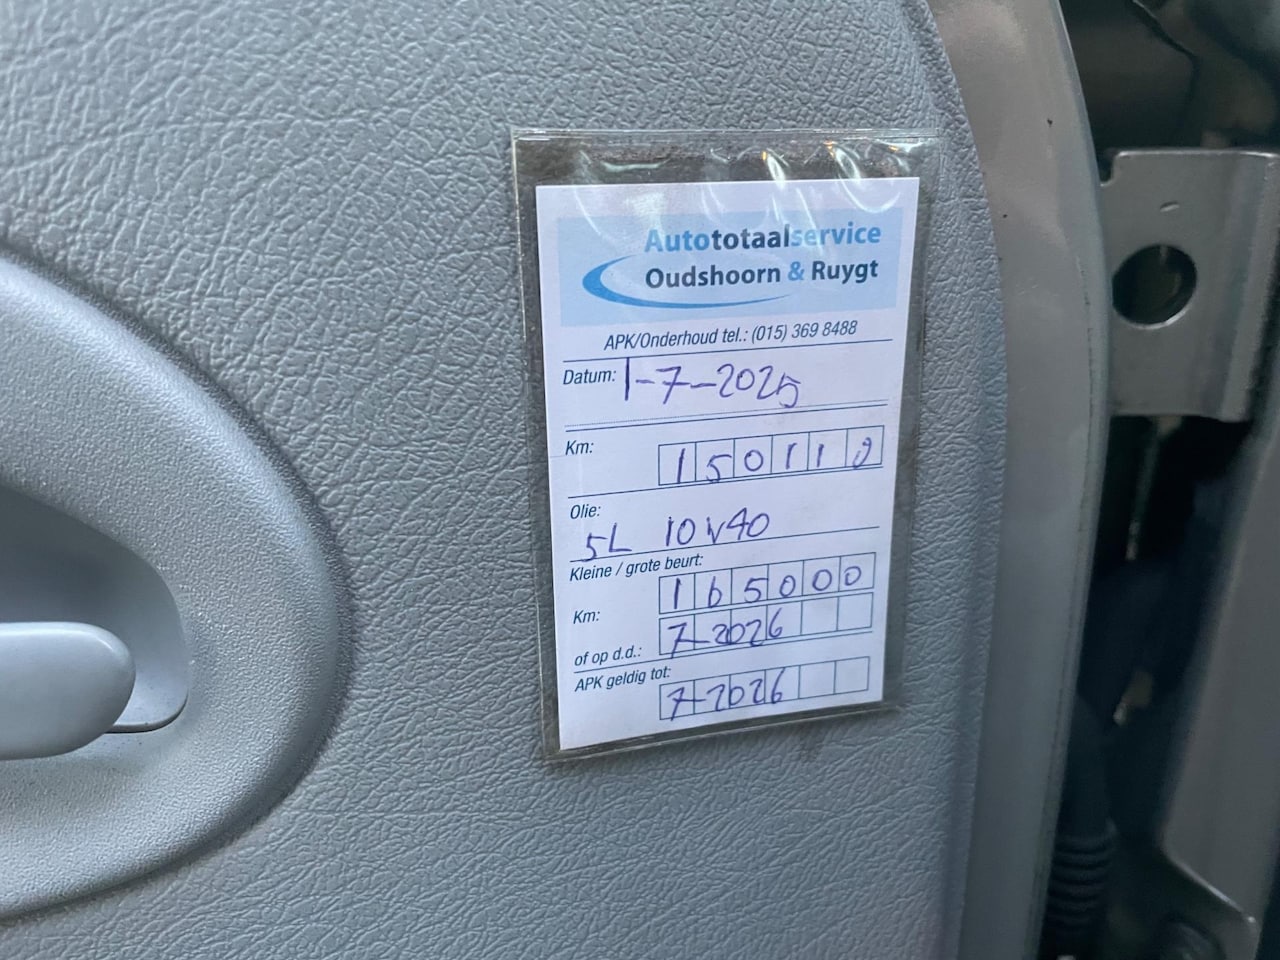 Autototaalservice
Oudshoorn & Ruygt
APK/Onderhoud tel.: (015) 369 8488
Datum: 1-7-2025
Km: 150119
Olie:
5L 10W40
Kleine / grote beurt:
Km: 165000
of op d.d.: 7-2026
APK geldig tot: 7-2026